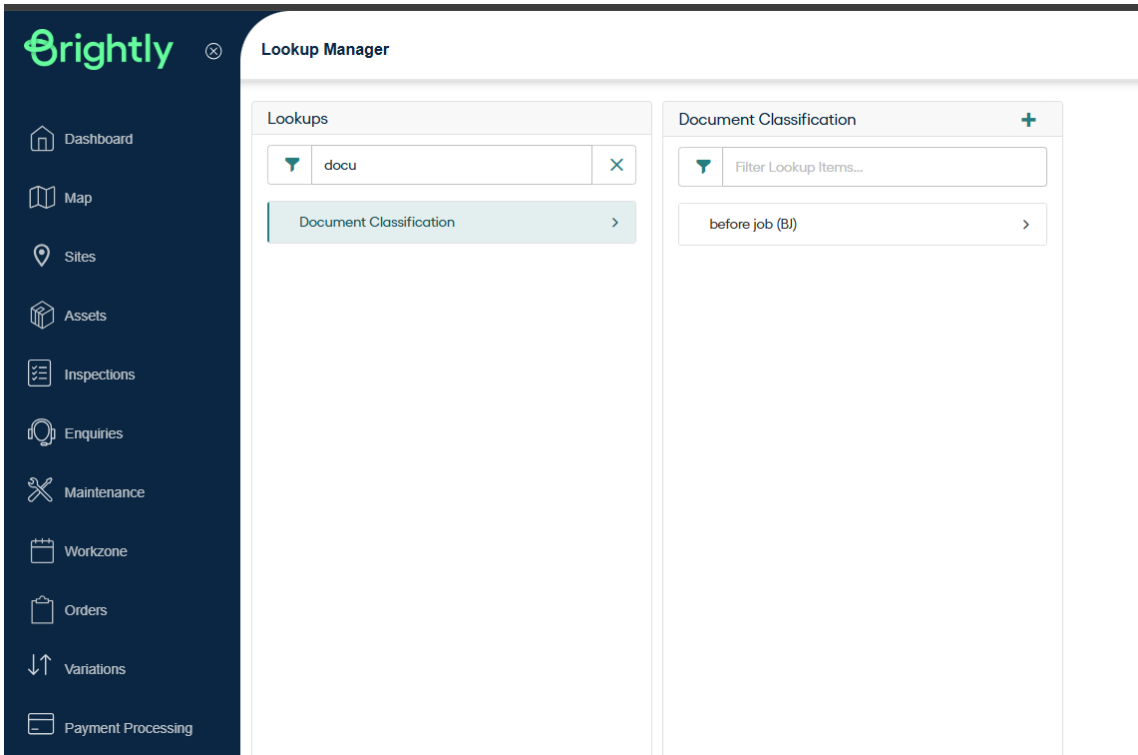 Brightly
Lookup Manager
Dashboard
Map
Sites
Assets
Inspections
Enquiries
Maintenance
Workzone
Orders
Variations
Payment Processing
Lookups
docu
Document Classification
Document Classification
Filter Lookup Items...
before job (BJ)